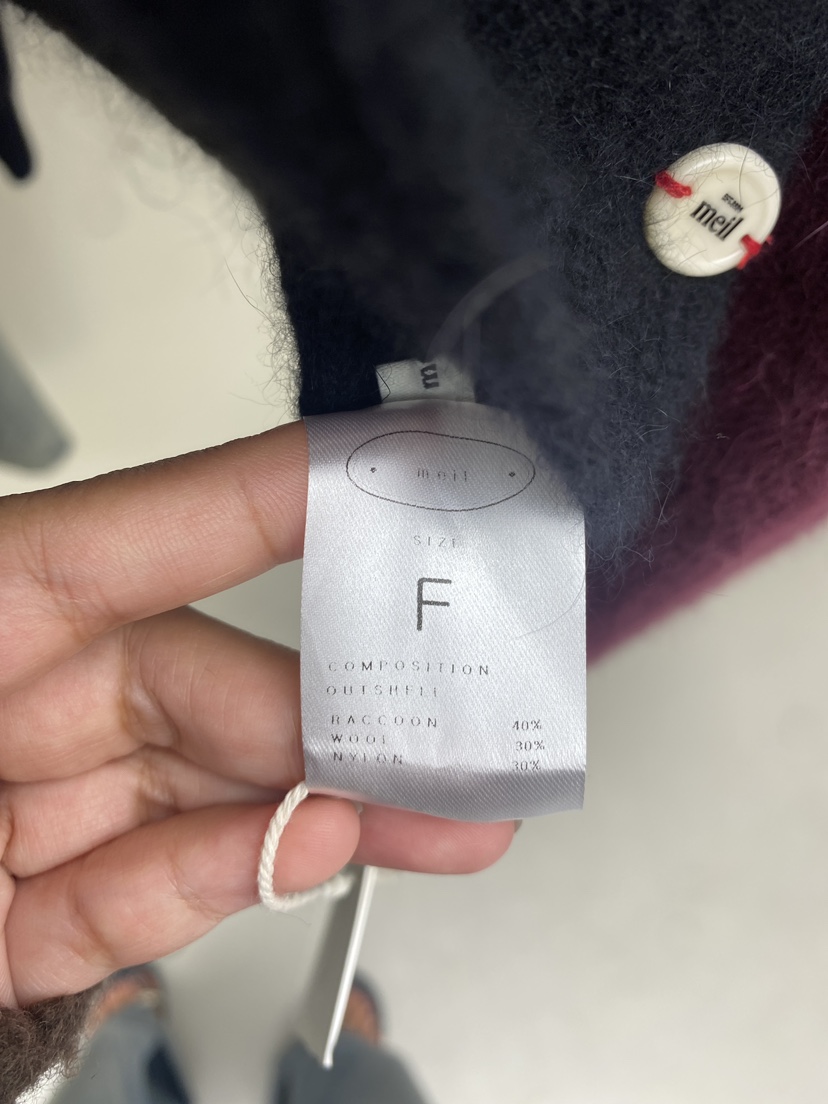 meil
m
meil
SIZE
F
COMPOSITION
OUTSHELL
RACCOON 40%
WOOL 30%
NYLON 30%